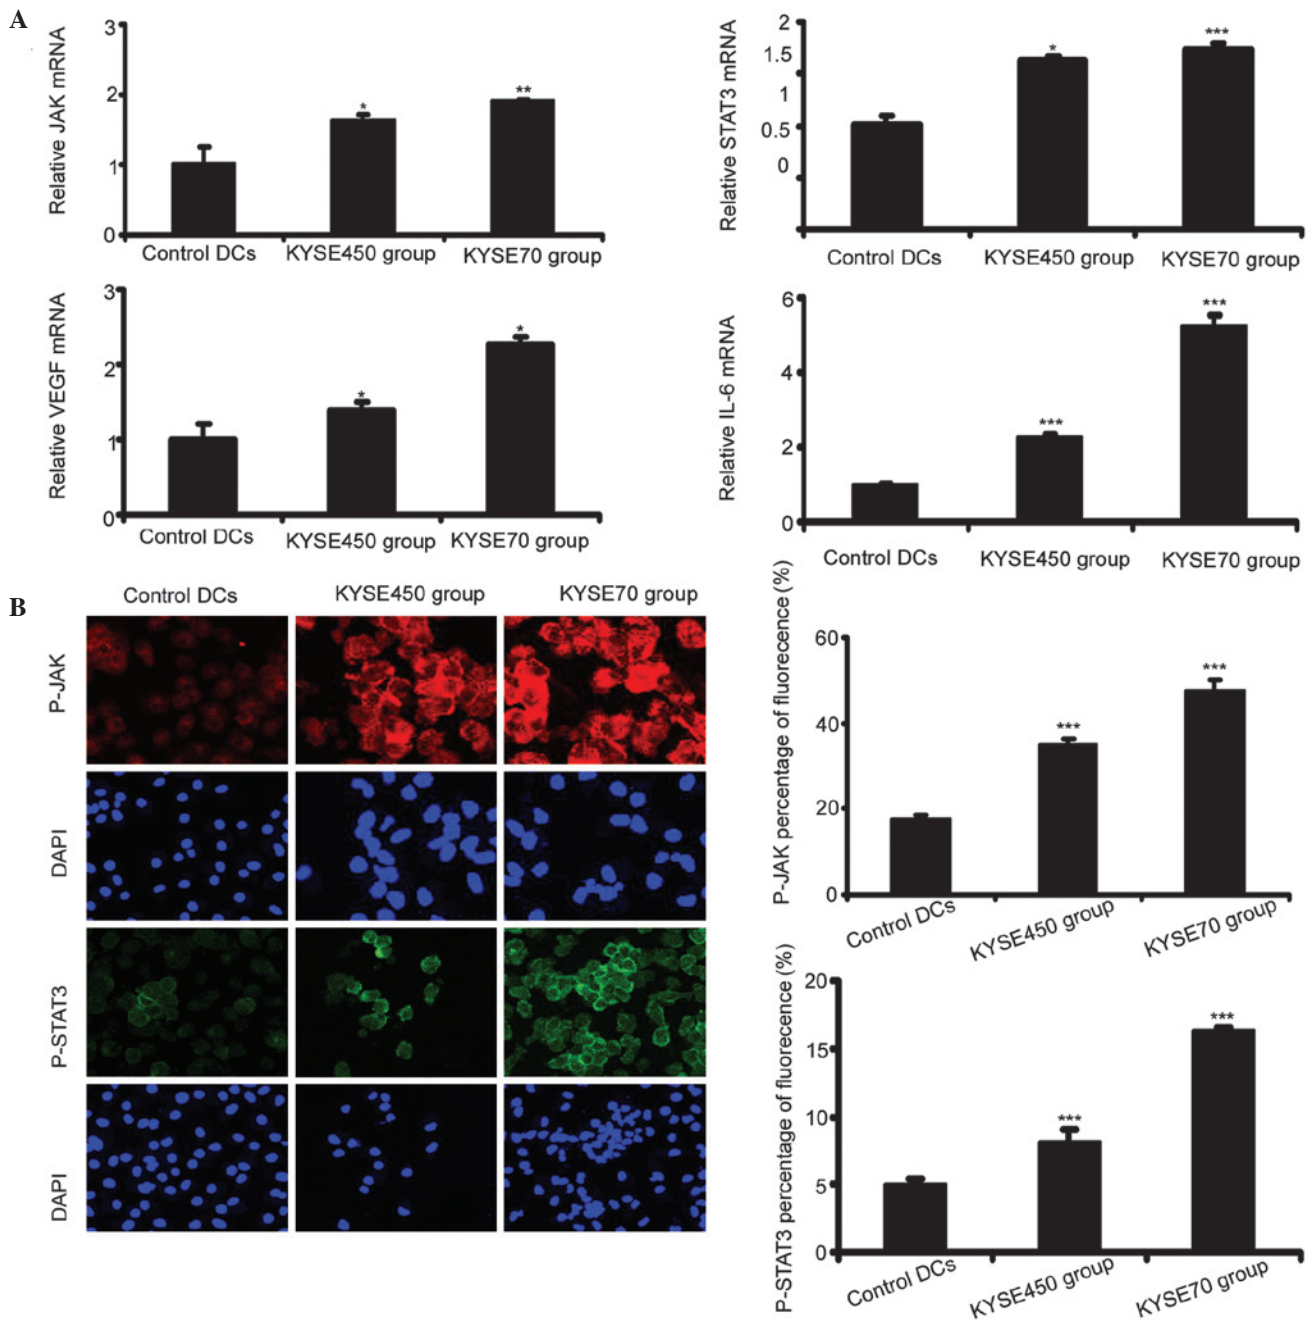 A
Relative JAK mRNA
3
2
1
0
*
**
Control DCs
KYSE450 group
KYSE70 group
Relative STAT3 mRNA
2
1.5
1
0.5
0
*
***
Control DCs
KYSE450 group
KYSE70 group
Relative VEGF mRNA
3
2
1
0
*
*
Control DCs
KYSE450 group
KYSE70 group
Relative IL-6 mRNA
6
4
2
0
***
***
Control DCs
KYSE450 group
KYSE70 group
B
Control DCs
KYSE450 group
KYSE70 group
P-JAK
DAPI
P-STAT3
DAPI
P-JAK percentage of fluorecence (%)
60
40
20
0
***
***
Control DCs
KYSE450 group
KYSE70 group
P-STAT3 percentage of fluorecence (%)
20
15
10
5
0
***
***
Control DCs
KYSE450 group
KYSE70 group